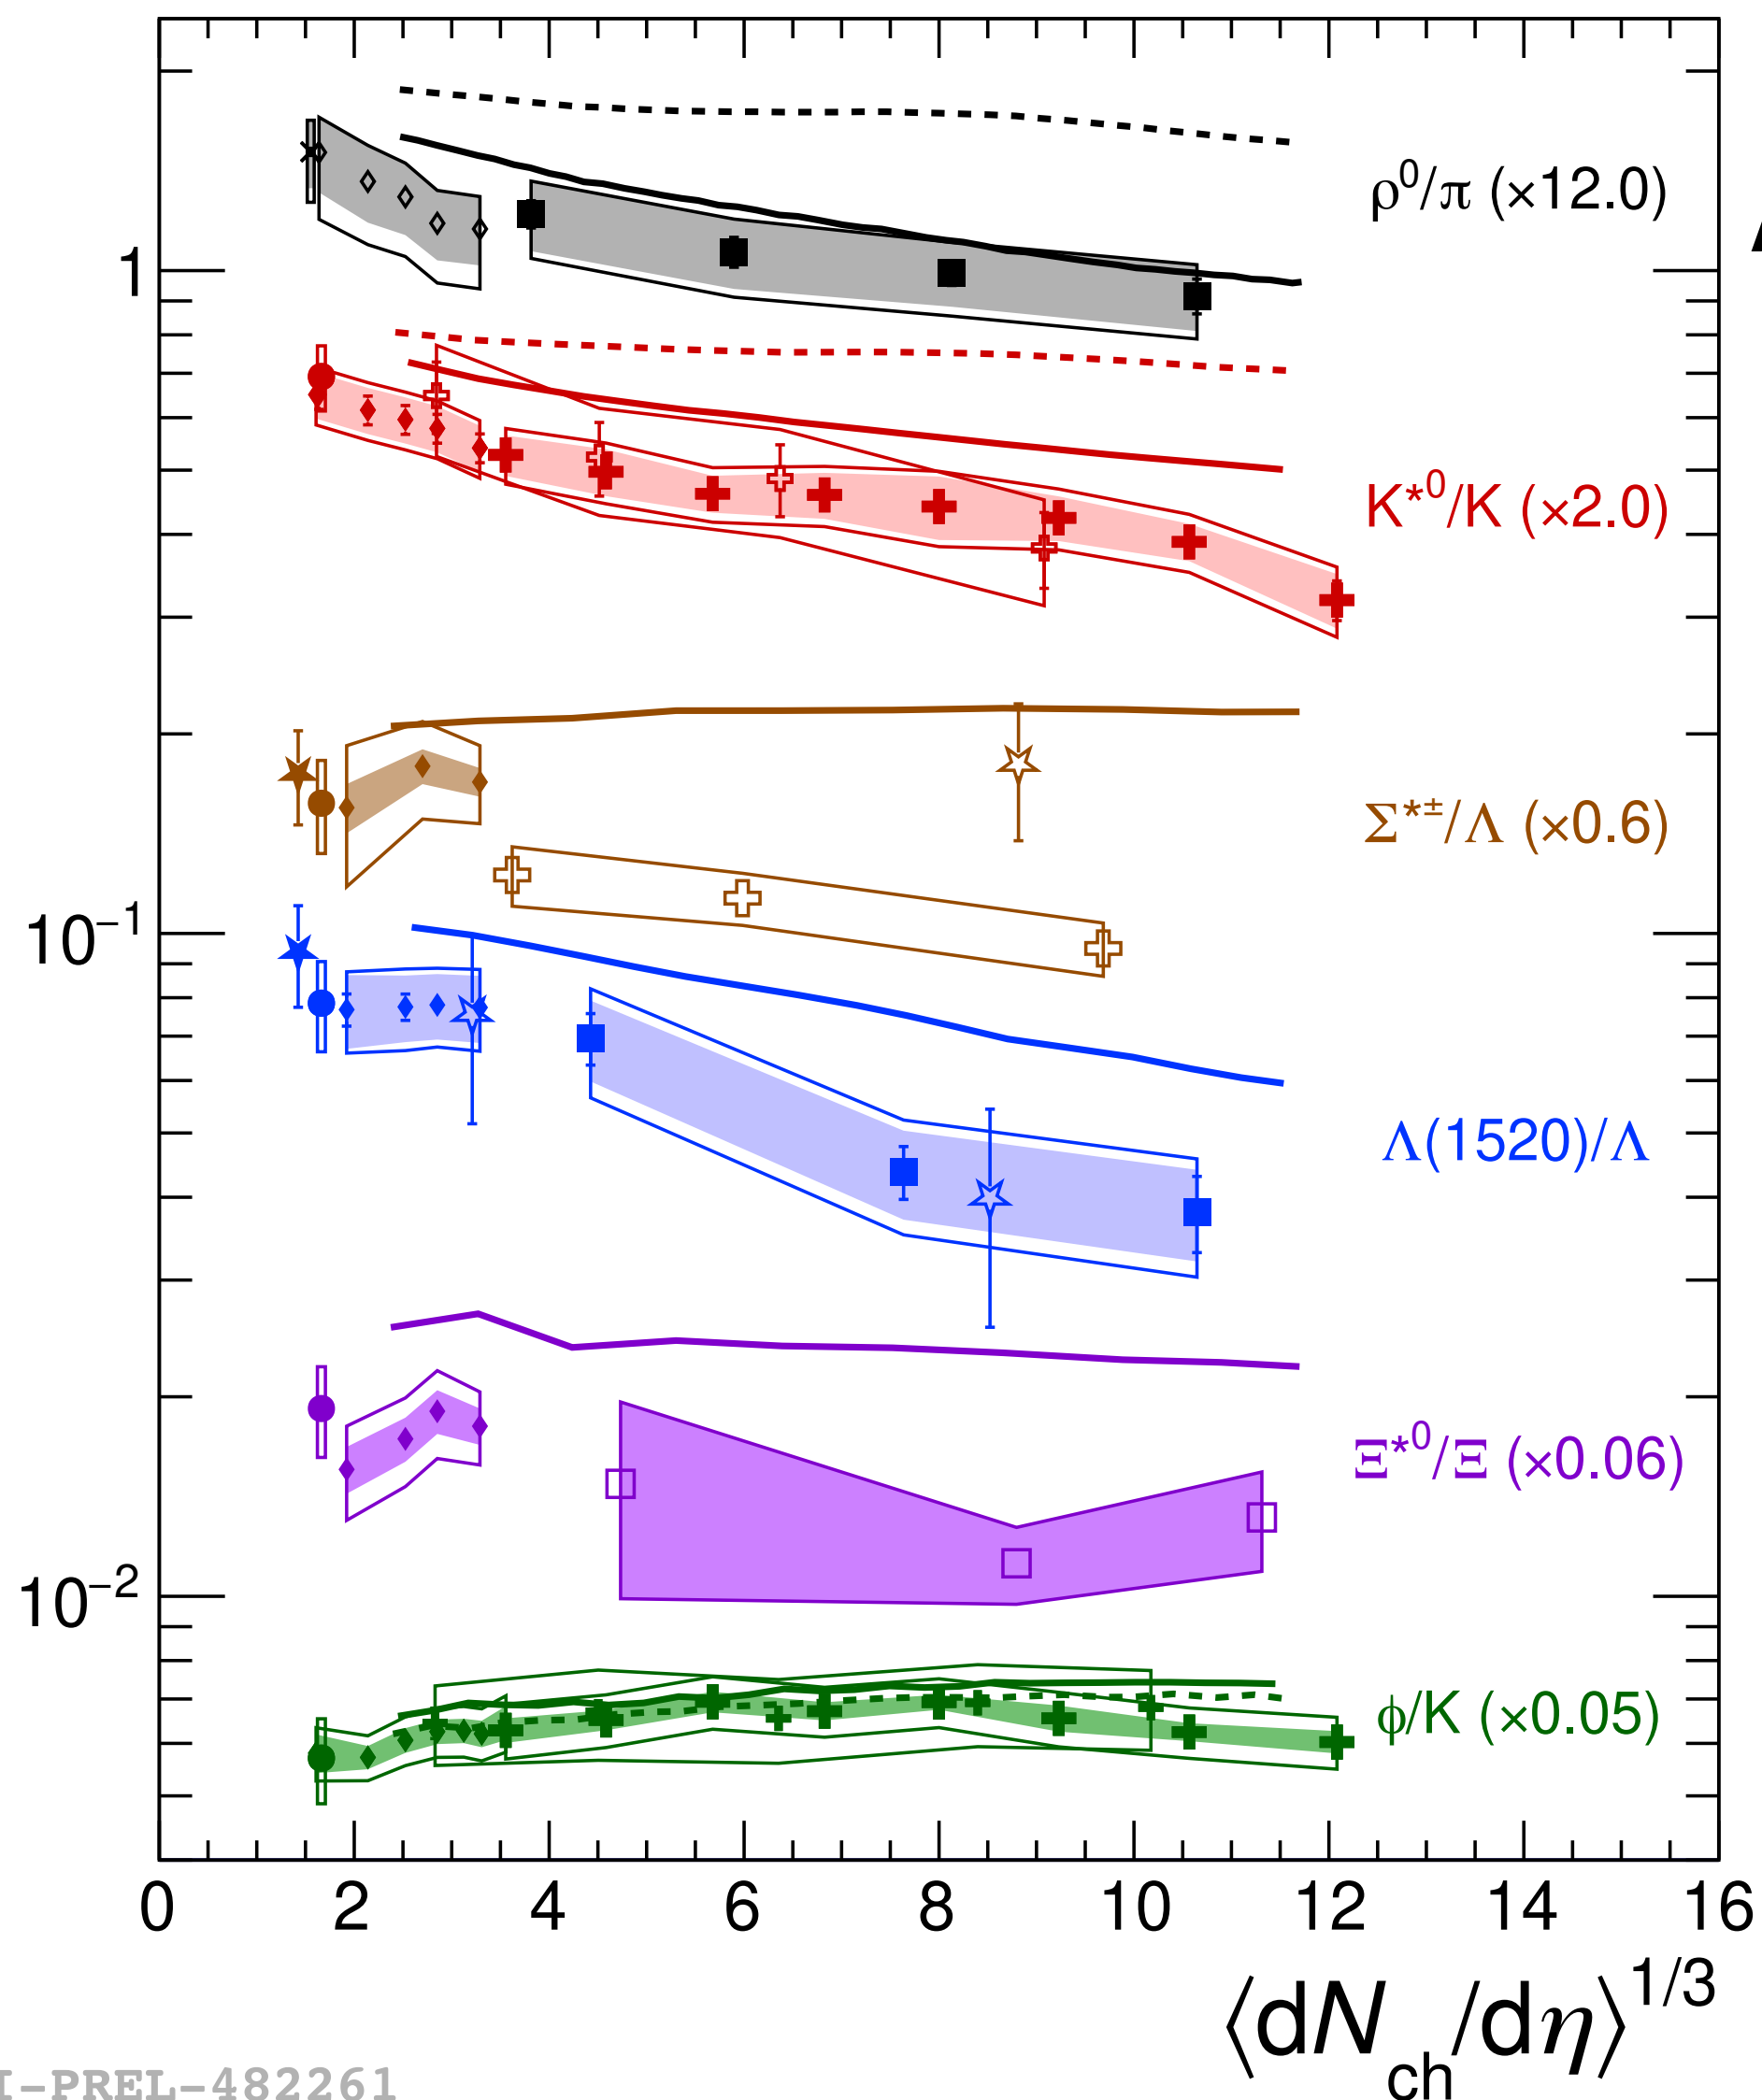 ρ⁰/π (×12.0)
1
K*⁰/K (×2.0)
Σ*±/Λ (×0.6)
10⁻¹
Λ(1520)/Λ
Ξ*⁰/Ξ (×0.06)
10⁻²
ϕ/K (×0.05)
0 2 4 6 8 10 12 14 16
⟨dN_ch/dη⟩^1/3
I-PREL-482261